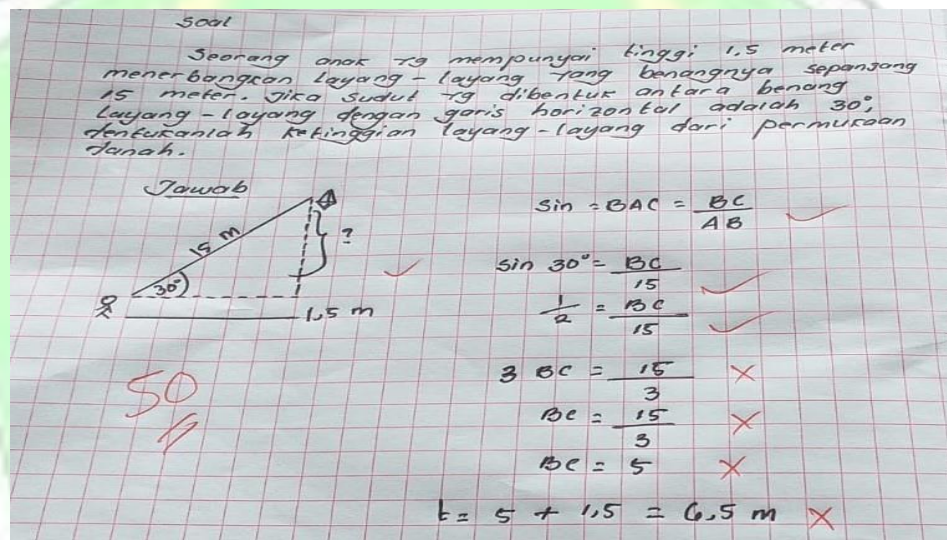 Soal
Seorang anak yg mempunyai tinggi 1.5 meter
menerbangkan layang-layang yang benangnya sepanjang
15 meter. Jika sudut yg dibentuk antara benang
layang-layang dengan garis horizontal adalah 30°,
tentukanlah ketinggian layang-layang dari permukaan
tanah.
Jawab
15 m
?
30°
1,5 m
50
Sin = BAC = BC/AB
Sin 30° = BC/15
1/2 = BC/15
3 BC = 15/3
BC = 15/3
BC = 5
t = 5 + 1,5 = 6,5 m